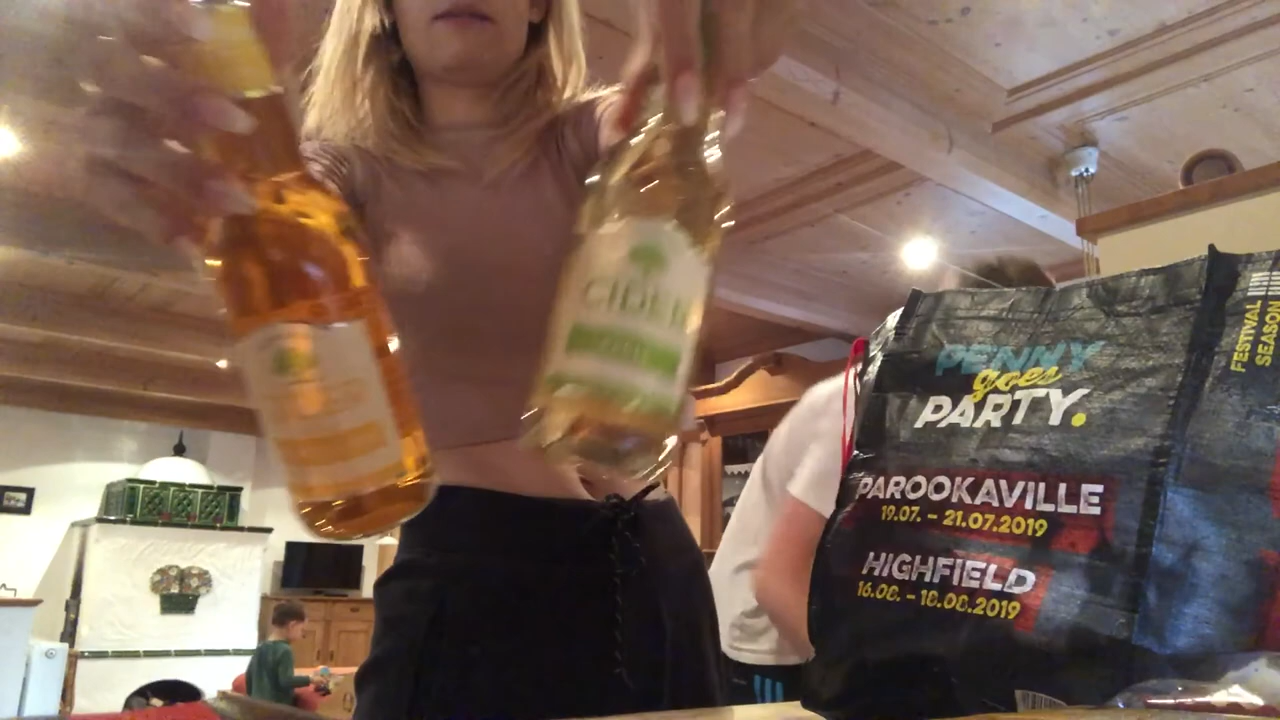 CIDER
PENNY
goes
PARTY.
PAROOKAVILLE
19.07. – 21.07.2019
HIGHFIELD
16.08. – 18.08.2019
FESTIVAL
SEASON